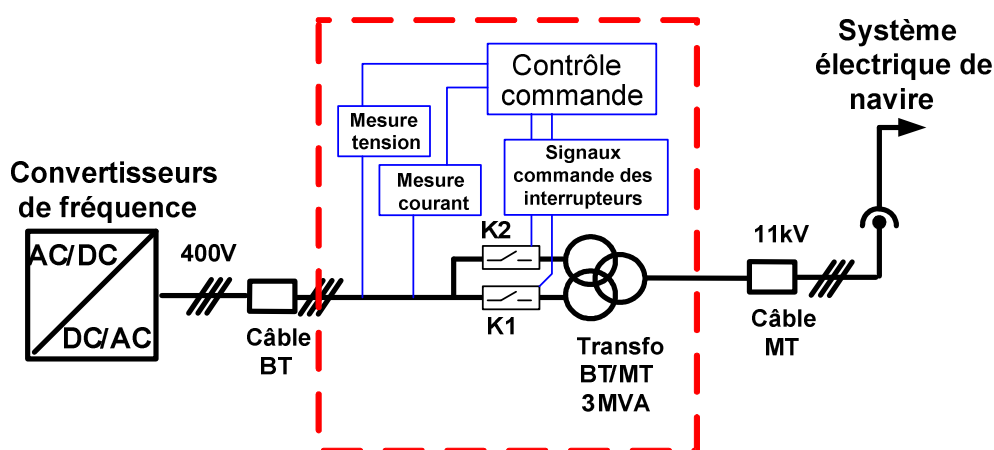 Système
électrique de
navire
Contrôle
commande
Mesure
tension
Signaux
commande des
interrupteurs
Mesure
courant
Convertisseurs
de fréquence
AC/DC
DC/AC
400V
Câble
BT
K2
K1
Transfo
BT/MT
3MVA
11kV
Câble
MT